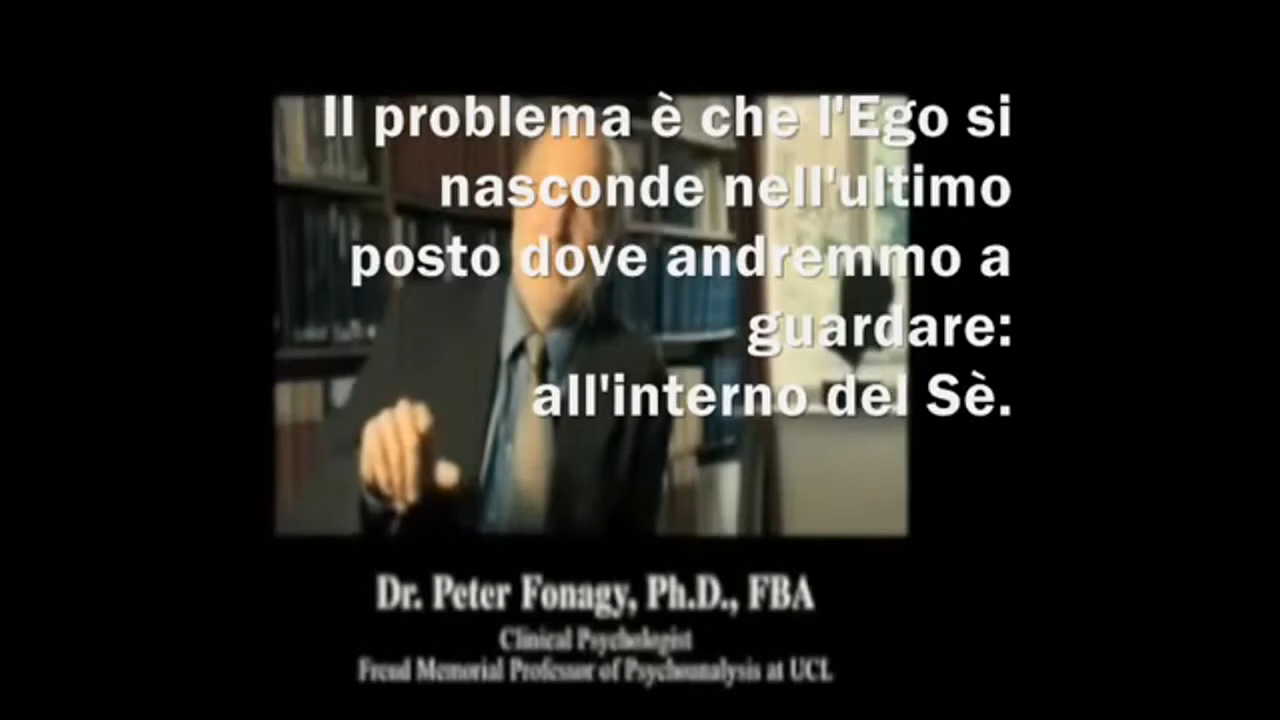 Il problema è che l'Ego si
nasconde nell'ultimo
posto dove andremmo a
guardare:
all'interno del Sè.
Dr. Peter Fonagy, Ph.D., FBA
Clinical Psychologist
Freud Memorial Professor of Psychoanalysis at UCL